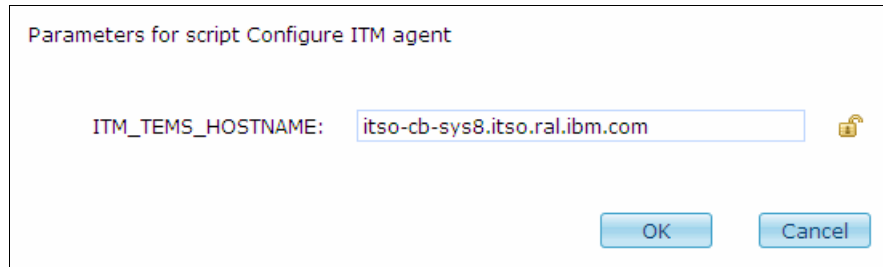 Parameters for script Configure ITM agent
ITM_TEMS_HOSTNAME: itso-cb-sys8.itso.ral.ibm.com
OK Cancel